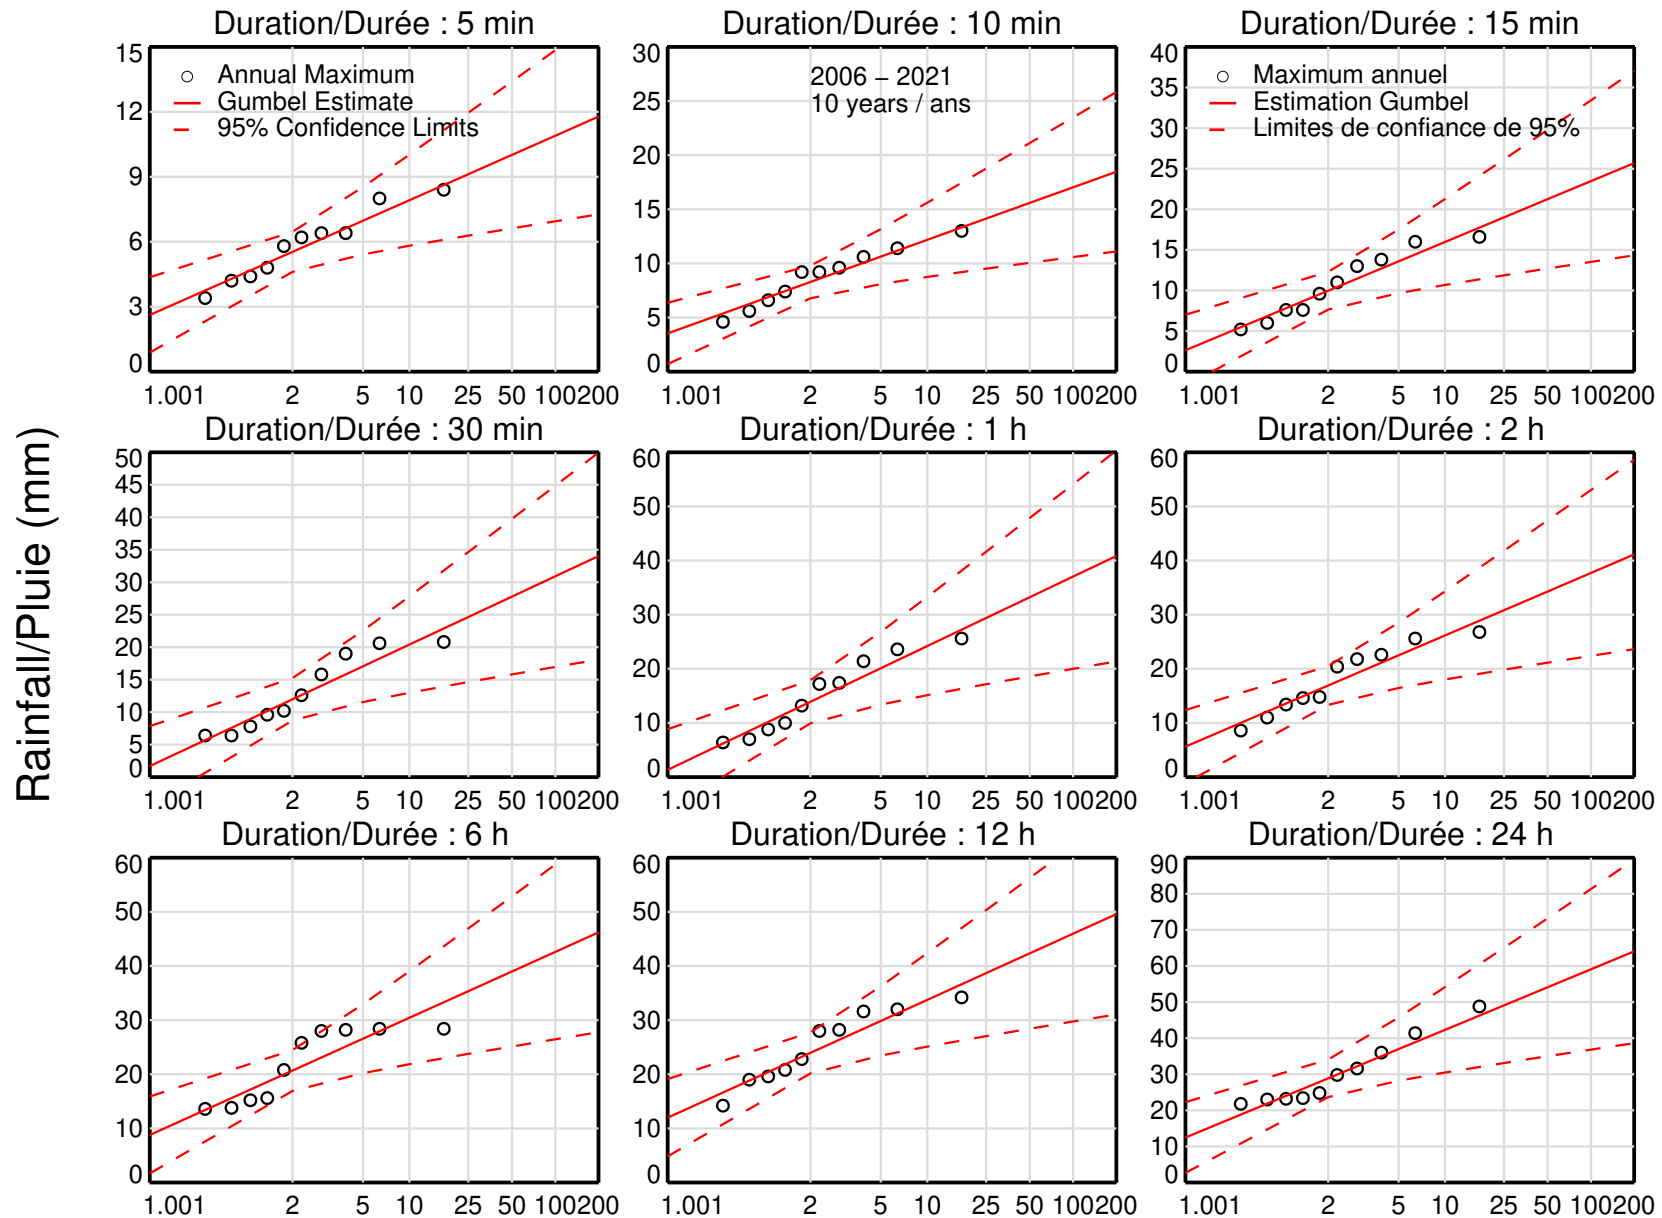 Rainfall/Pluie (mm)
Duration/Durée : 5 min
15
12
9
6
3
0
Annual Maximum
Gumbel Estimate
95% Confidence Limits
1.001 2 5 10 25 50 100 200
Duration/Durée : 10 min
30
25
20
15
10
5
0
2006 – 2021
10 years / ans
1.001 2 5 10 25 50 100 200
Duration/Durée : 15 min
40
35
30
25
20
15
10
5
0
Maximum annuel
Estimation Gumbel
Limites de confiance de 95%
1.001 2 5 10 25 50 100 200
Duration/Durée : 30 min
50
45
40
35
30
25
20
15
10
5
0
1.001 2 5 10 25 50 100 200
Duration/Durée : 1 h
60
50
40
30
20
10
0
1.001 2 5 10 25 50 100 200
Duration/Durée : 2 h
60
50
40
30
20
10
0
1.001 2 5 10 25 50 100 200
Duration/Durée : 6 h
60
50
40
30
20
10
0
1.001 2 5 10 25 50 100 200
Duration/Durée : 12 h
60
50
40
30
20
10
0
1.001 2 5 10 25 50 100 200
Duration/Durée : 24 h
90
80
70
60
50
40
30
20
10
0
1.001 2 5 10 25 50 100 200